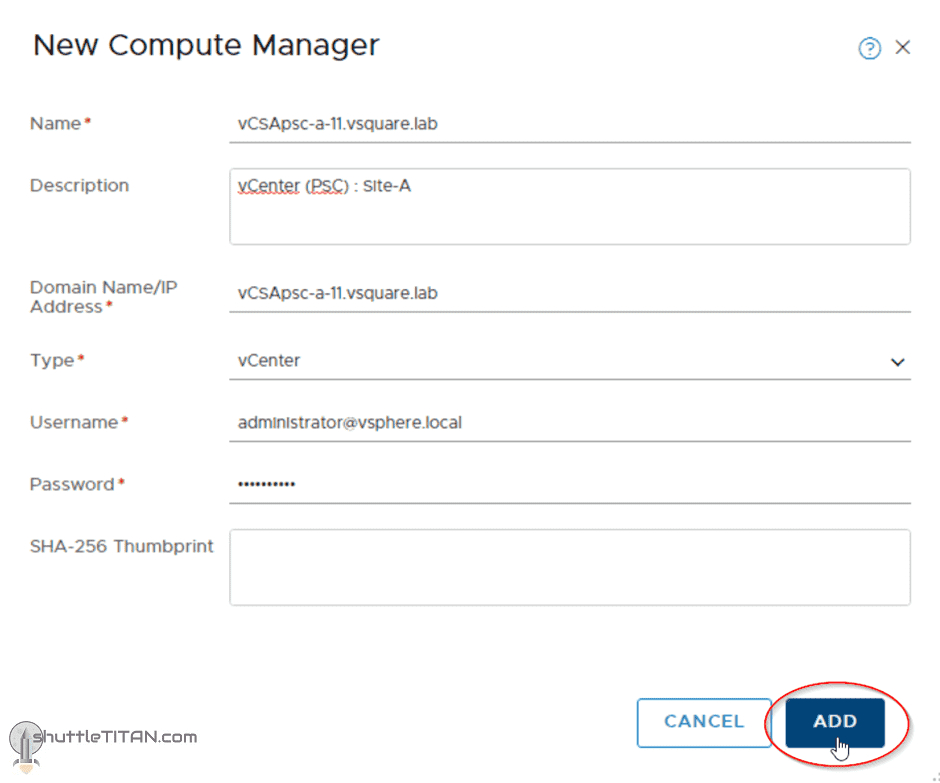 New Compute Manager
?
Name*
vCSApsc-a-11.vsquare.lab
Description
vCenter (PSC) : Site-A
Domain Name/IP
Address*
vCSApsc-a-11.vsquare.lab
Type*
vCenter
Username*
administrator@vsphere.local
Password*
••••••••••
SHA-256 Thumbprint
CANCEL
ADD
shuttleTITAN.com